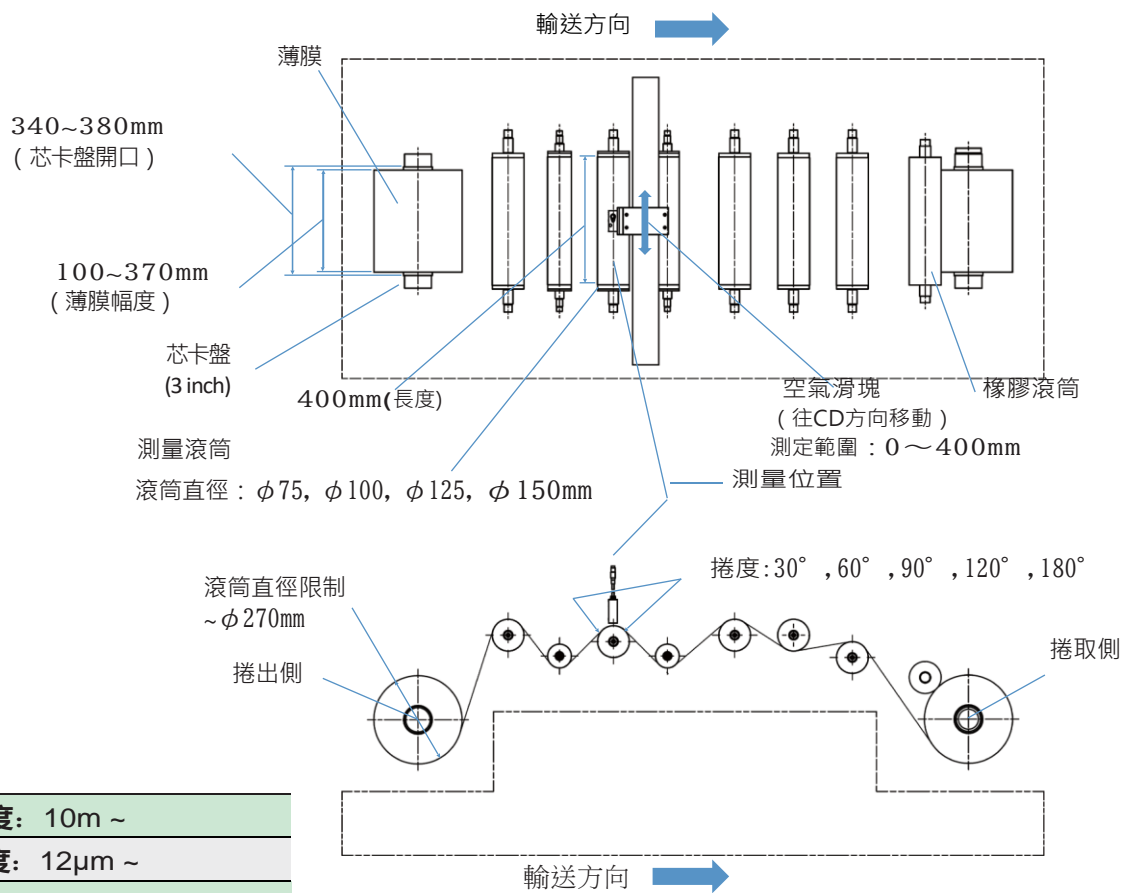 輸送方向
薄膜
340~380mm
(芯卡盤開口)
100~370mm
(薄膜幅度)
芯卡盤
(3 inch)
400mm(長度)
空氣滑塊
(往CD方向移動)
測定範圍：0～400mm
橡膠滾筒
測量滾筒
滾筒直徑：φ75, φ100, φ125, φ150mm
測量位置
滾筒直徑限制
~φ270mm
捲度:30°,60°,90°,120°,180°
捲出側
捲取側
度: 10m ~
度: 12μm ~
輸送方向